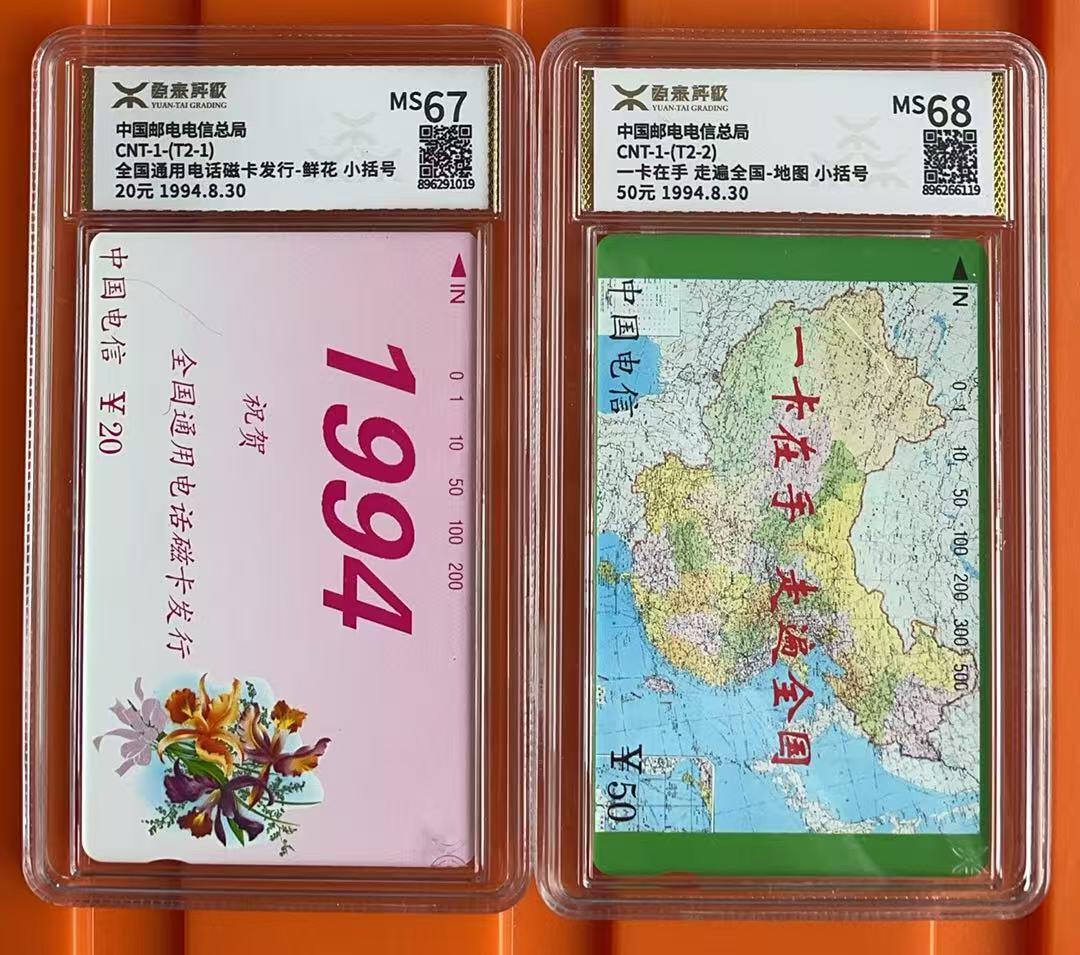 源泰評級
YUAN-TAI GRADING
MS67
中国邮电电信总局
CNT-1-(T2-1)
全国通用电话磁卡发行-鲜花 小括号
20元 1994.8.30
896291019
中国电信 ¥20
全国通用电话磁卡发行
祝贺
1994
◀IN 0 1 10 50 100 200
源泰評級
YUAN-TAI GRADING
MS68
中国邮电电信总局
CNT-1-(T2-2)
一卡在手 走遍全国-地图 小括号
50元 1994.8.30
896266119
中国电信 ¥50
一卡在手 走遍全国
◀IN 0 1 10 50 100 200 300 500